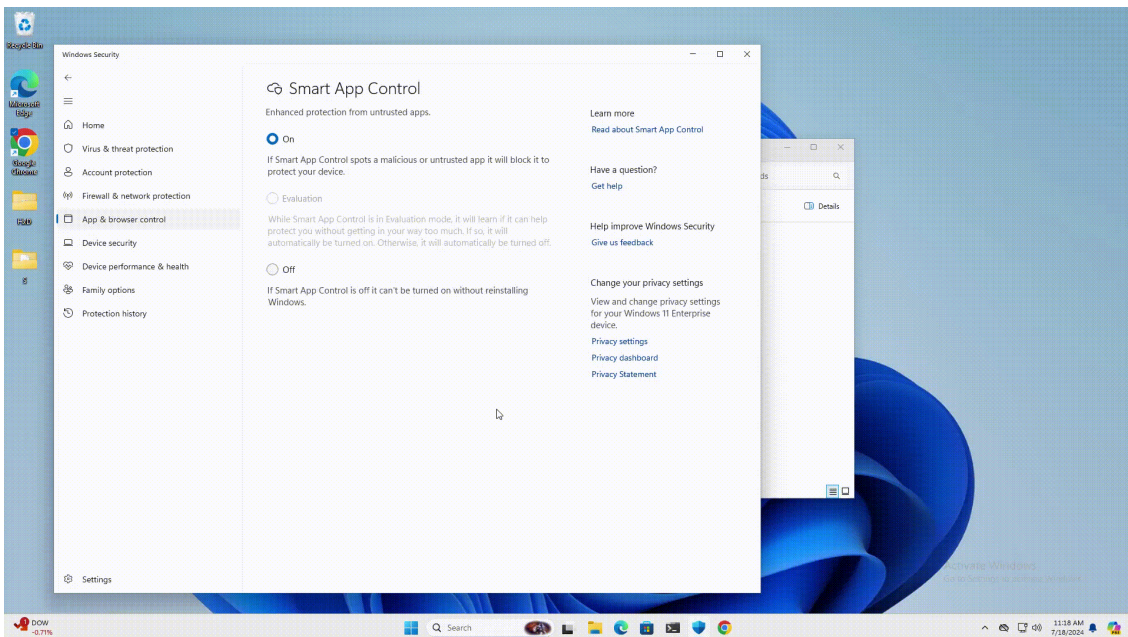 Recycle Bin
Microsoft
Edge
Google
Chrome
Windows Security
Home
Virus & threat protection
Account protection
Firewall & network protection
App & browser control
Device security
Device performance & health
Family options
Protection history
Settings
Smart App Control
Enhanced protection from untrusted apps.
On
If Smart App Control spots a malicious or untrusted app it will block it to
protect your device.
Evaluation
While Smart App Control is in Evaluation mode, it will learn if it can help
protect you without getting in your way too much. If so, it will
automatically be turned on. Otherwise, it will automatically be turned off.
Off
If Smart App Control is off it can't be turned on without reinstalling
Windows.
Learn more
Read about Smart App Control
Have a question?
Get help
Help improve Windows Security
Give us feedback
Change your privacy settings
View and change privacy settings
for your Windows 11 Enterprise
device.
Privacy settings
Privacy dashboard
Privacy Statement
ds
Details
Activate Windows
DOW
-0.71%
Search
11:18 AM
7/18/2024